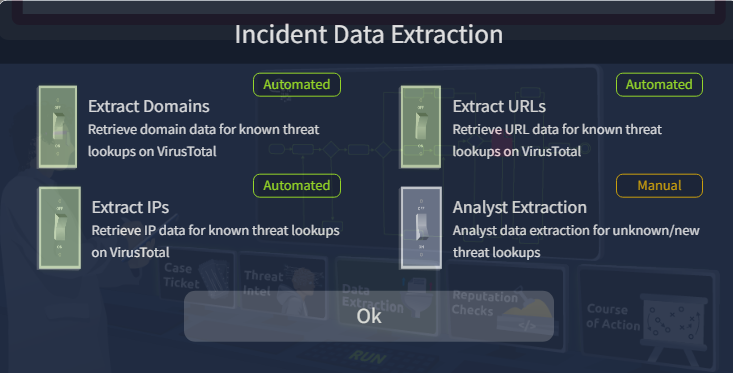 Incident Data Extraction
Automated
Extract Domains
Retrieve domain data for known threat
lookups on VirusTotal
Automated
Extract URLs
Retrieve URL data for known threat
lookups on VirusTotal
Automated
Extract IPs
Retrieve IP data for known threat lookups
on VirusTotal
Manual
Analyst Extraction
Analyst data extraction for unknown/new
threat lookups
Case
Ticket
Threat
Intel
Data
Extraction
Reputation
Checks
Course
of Action
Ok
RUN